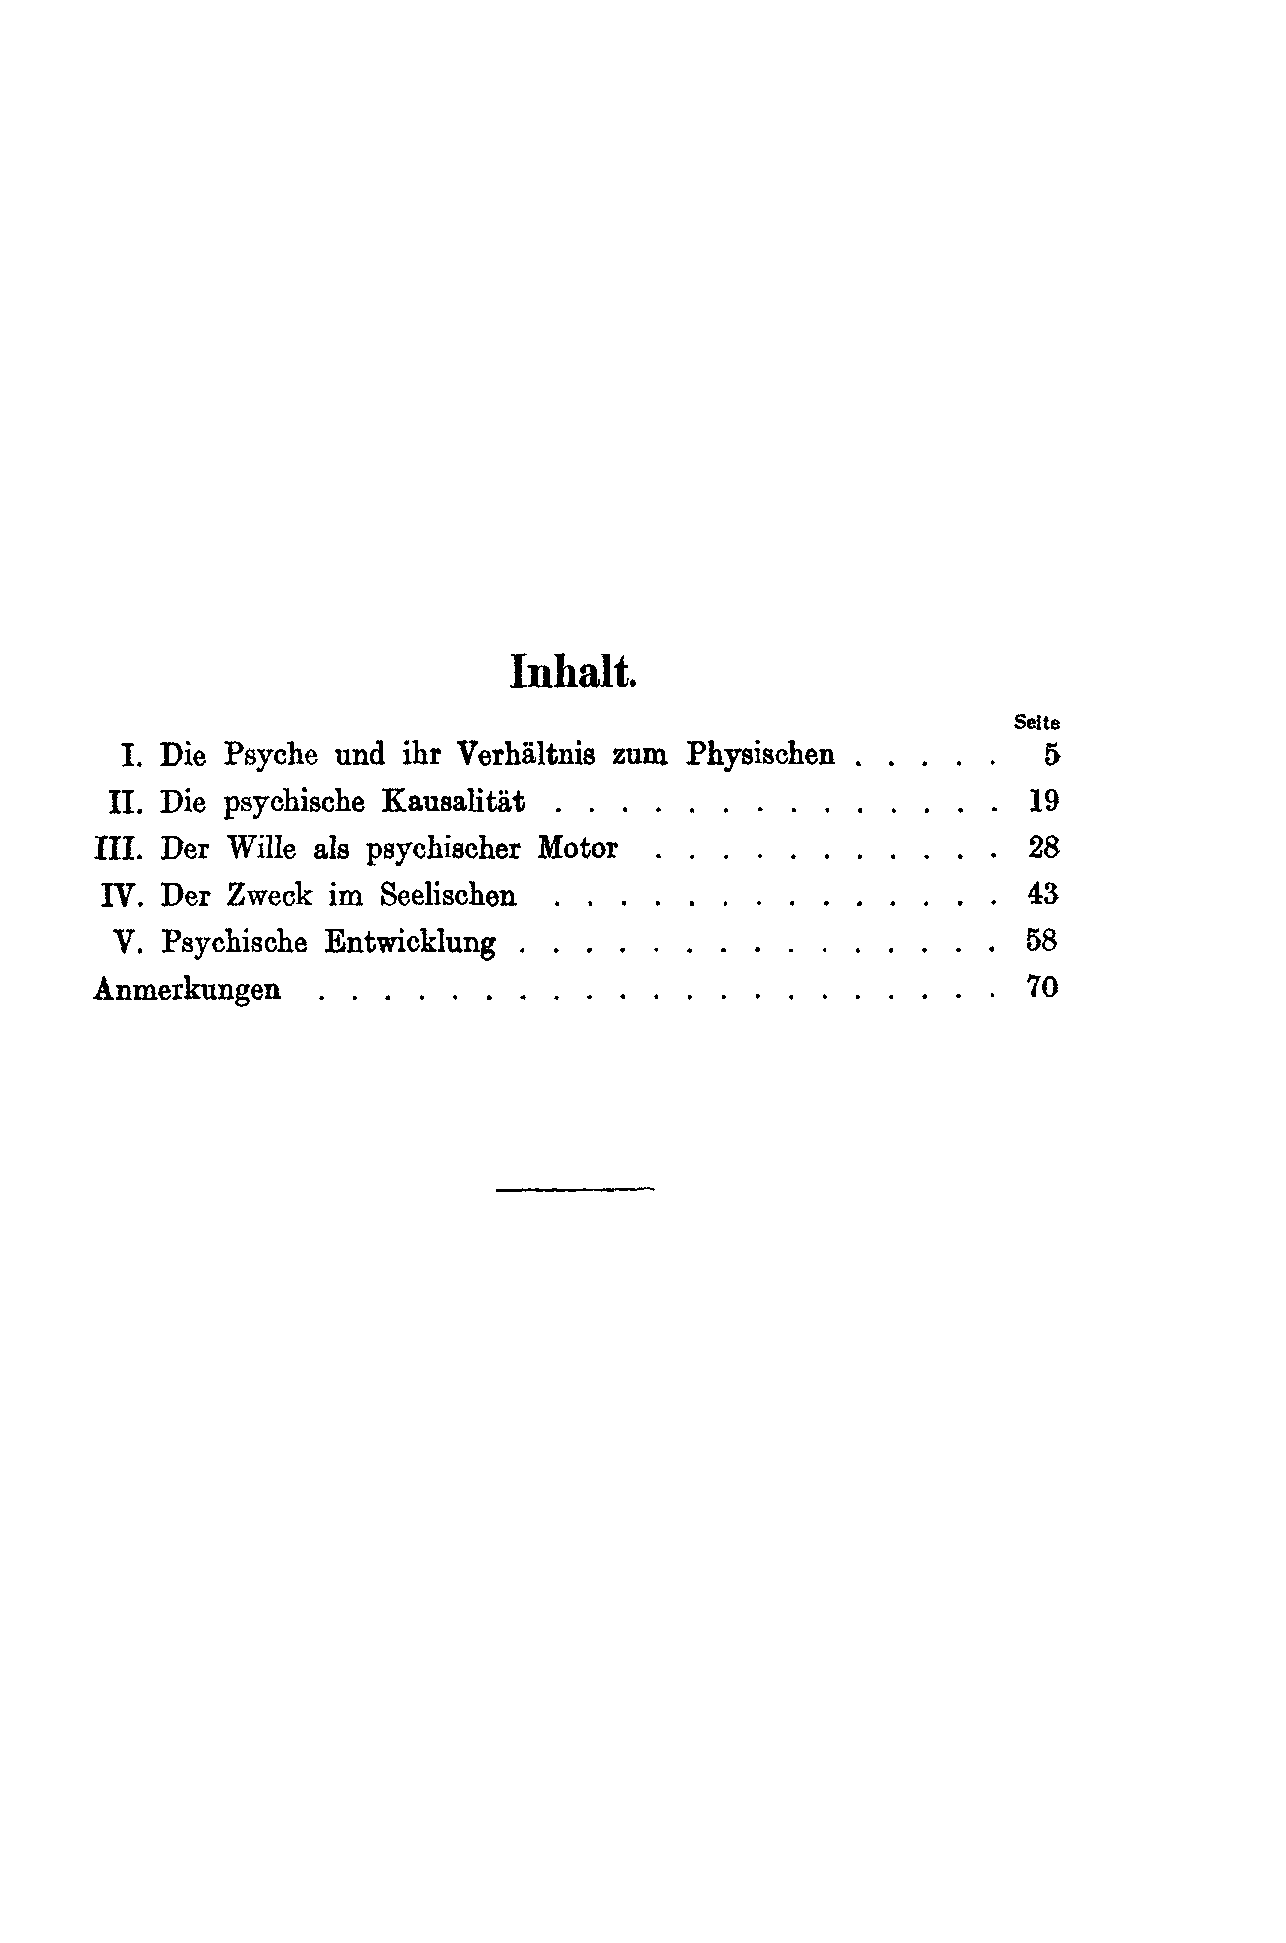 Inhalt.
Seite
I. Die Psyche und ihr Verhältnis zum Physischen . . . . . 5
II. Die psychische Kausalität . . . . . . . . . . . . . . 19
III. Der Wille als psychischer Motor . . . . . . . . . . . 28
IV. Der Zweck im Seelischen . . . . . . . . . . . . . . 43
V. Psychische Entwicklung . . . . . . . . . . . . . . . 58
Anmerkungen . . . . . . . . . . . . . . . . . . . . . 70